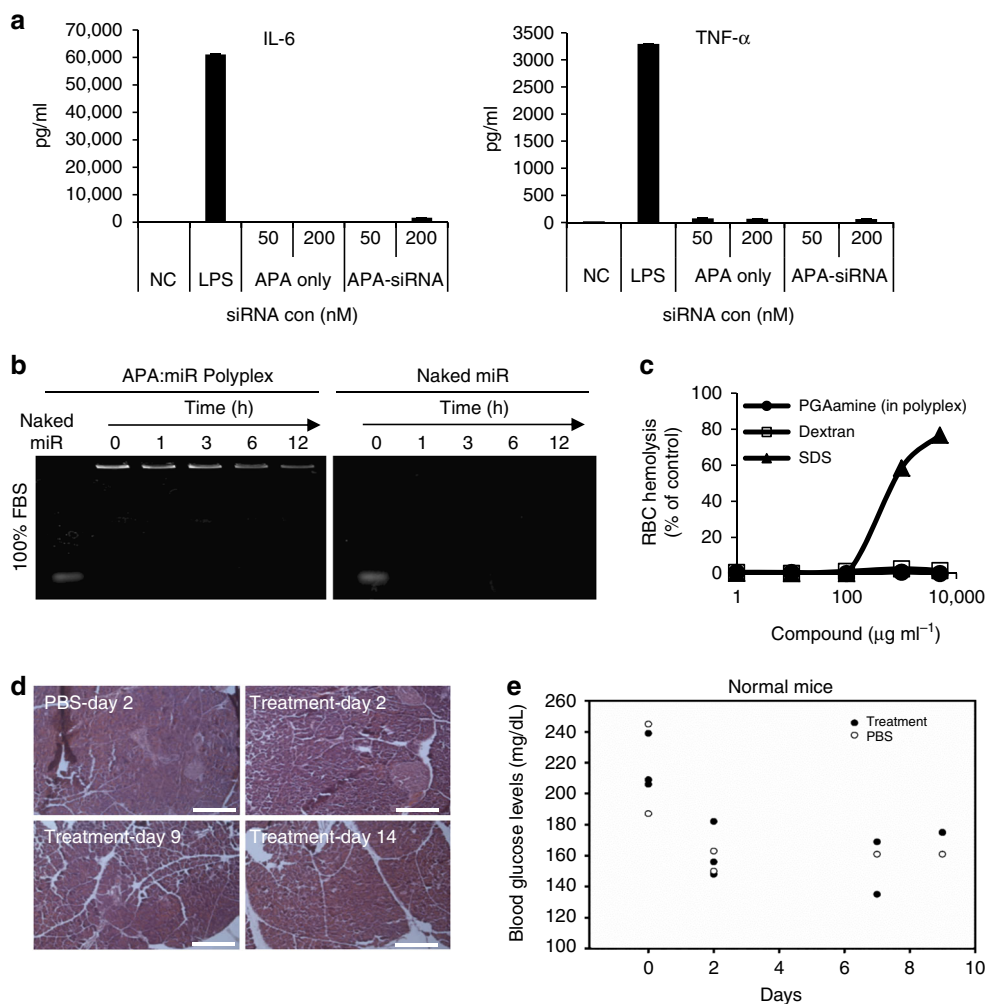 a
IL-6
pg/ml
70,000
60,000
50,000
40,000
30,000
20,000
10,000
0
50 200 50 200
NC LPS APA only APA-siRNA
siRNA con (nM)
TNF-α
pg/ml
3500
3000
2500
2000
1500
1000
500
0
50 200 50 200
NC LPS APA only APA-siRNA
siRNA con (nM)
b
APA:miR Polyplex
Time (h)
Naked
miR
0 1 3 6 12
100% FBS
Naked miR
Time (h)
0 1 3 6 12
c
RBC hemolysis
(% of control)
100
80
60
40
20
0
PGAamine (in polyplex)
Dextran
SDS
1 100 10,000
Compound (μg ml⁻¹)
d
PBS-day 2
Treatment-day 2
Treatment-day 9
Treatment-day 14
e
Normal mice
Blood glucose levels (mg/dL)
260
240
220
200
180
160
140
120
100
Treatment
PBS
0 2 4 6 8 10
Days